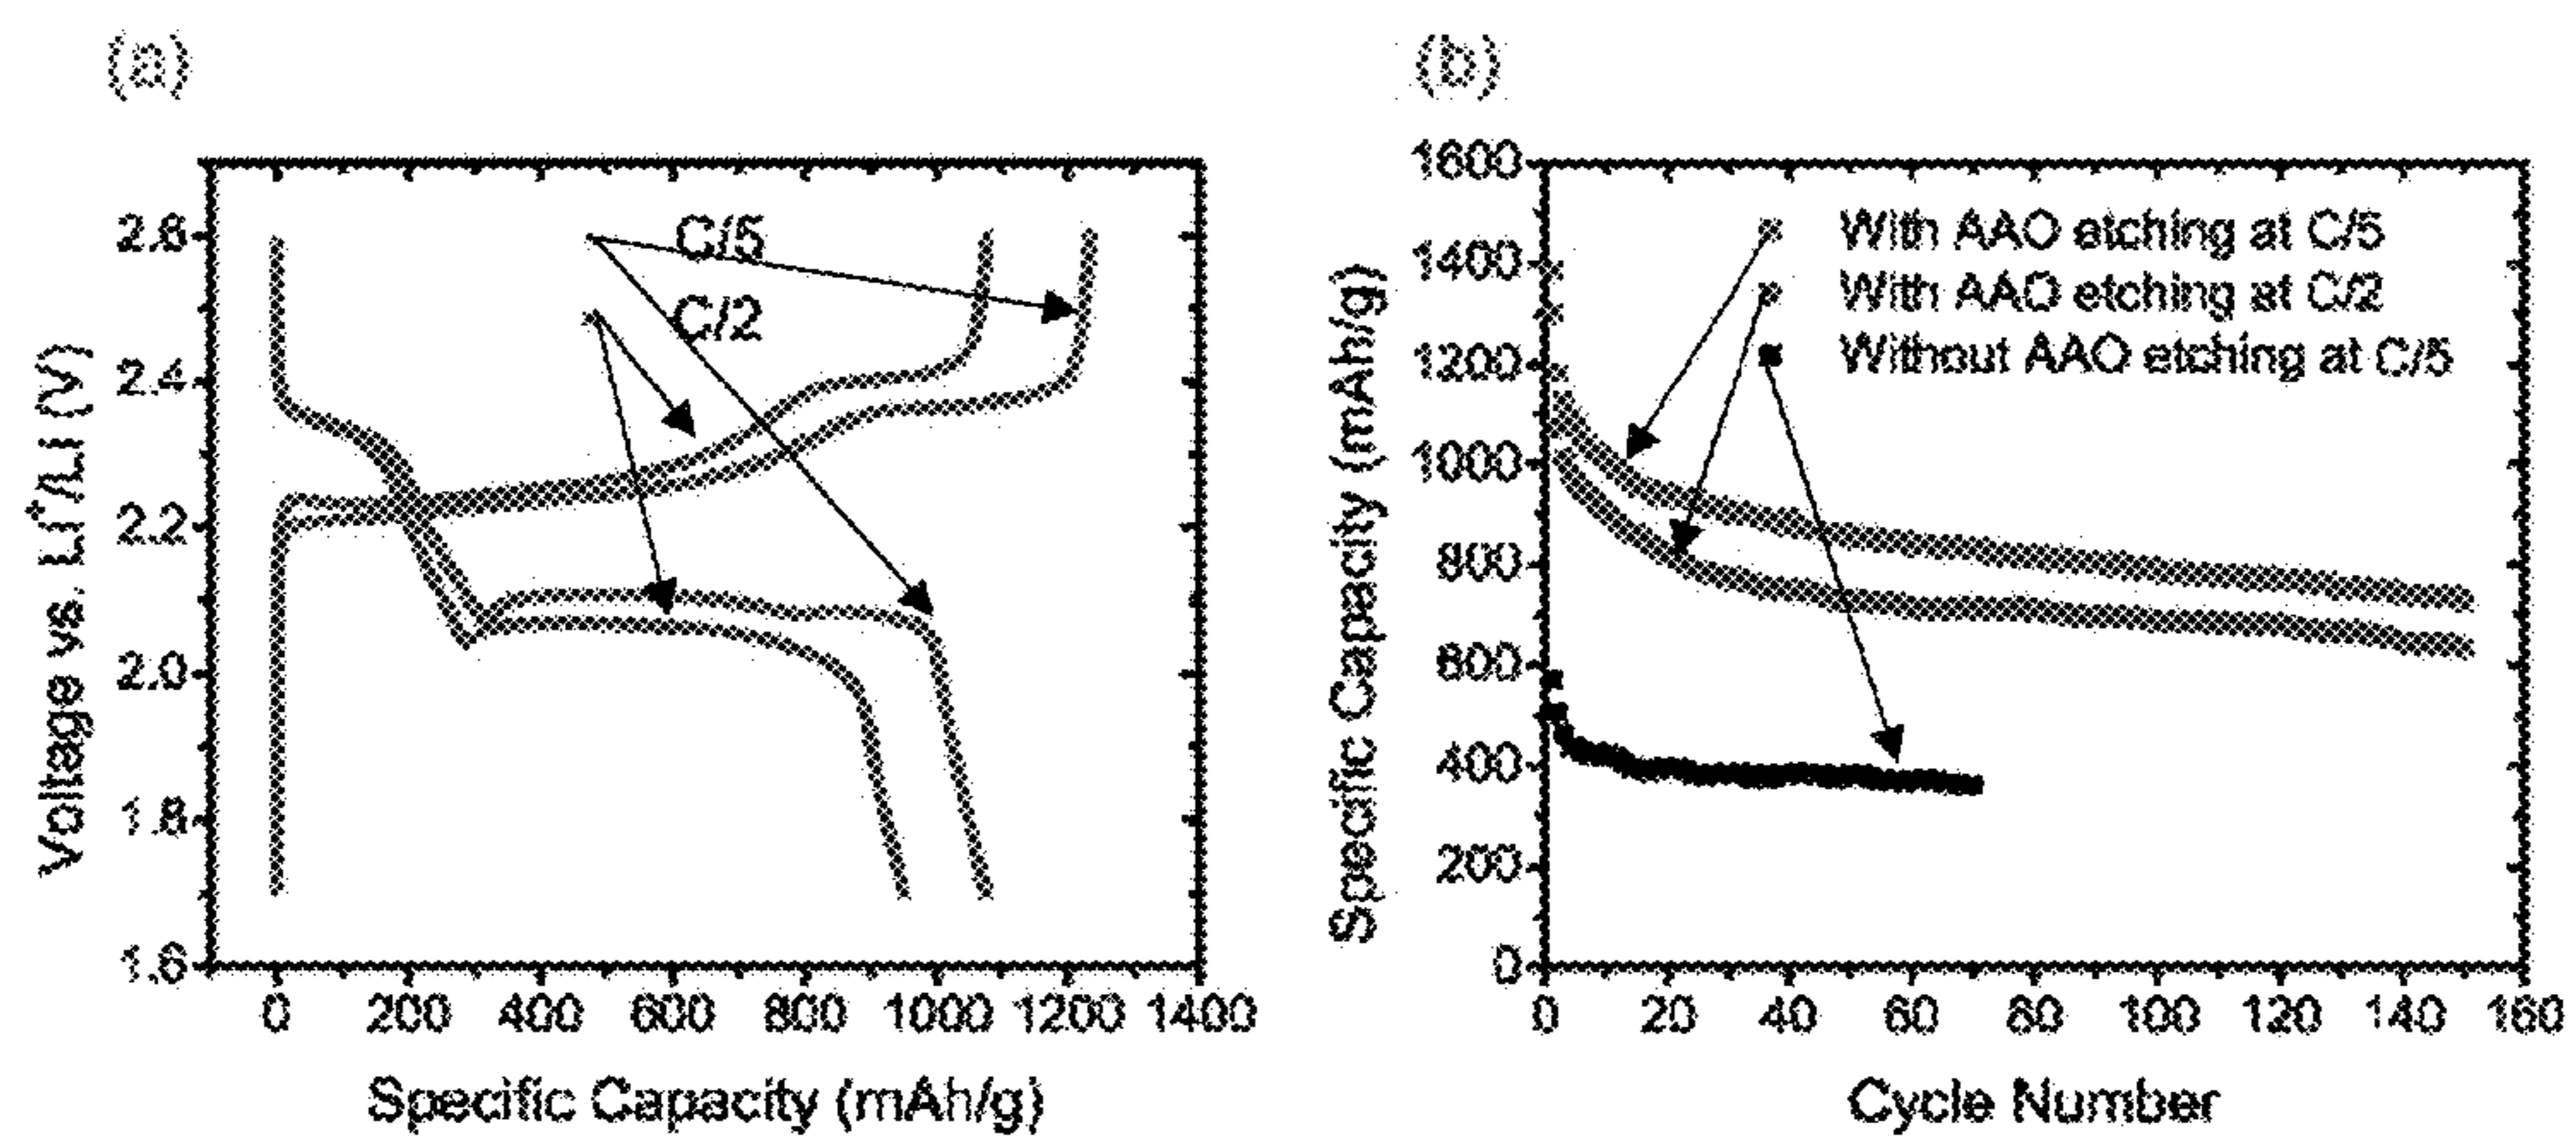 (a)
Voltage vs. Li⁺/Li (V)
2.6
2.4
2.2
2.0
1.8
1.6
C/5
C/2
0 200 400 600 800 1000 1200 1400
Specific Capacity (mAh/g)
(b)
Specific Capacity (mAh/g)
1600
1400
1200
1000
800
600
400
200
0
With AAO etching at C/5
With AAO etching at C/2
Without AAO etching at C/5
0 20 40 60 80 100 120 140 160
Cycle Number